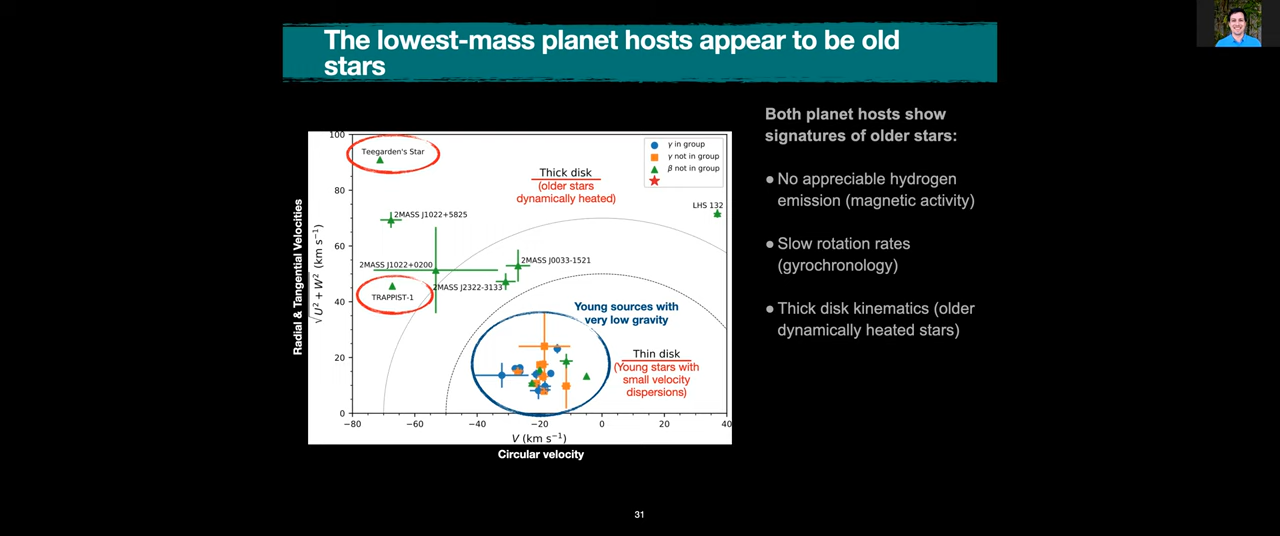 The lowest-mass planet hosts appear to be old
stars
Both planet hosts show
signatures of older stars:
● No appreciable hydrogen
emission (magnetic activity)
● Slow rotation rates
(gyrochronology)
● Thick disk kinematics (older
dynamically heated stars)
Radial & Tangential Velocities
√U² + W² (km s⁻¹)
100
80
60
40
20
0
Teegarden's Star
2MASS J1022+5825
2MASS J1022+0200
TRAPPIST-1
2MASS J2322-3133
2MASS J0033-1521
LHS 132
Thick disk
(older stars
dynamically heated)
γ in group
γ not in group
β not in group
Young sources with
very low gravity
Thin disk
(Young stars with
small velocity
dispersions)
−80 −60 −40 −20 0 20 40
V (km s⁻¹)
Circular velocity
31